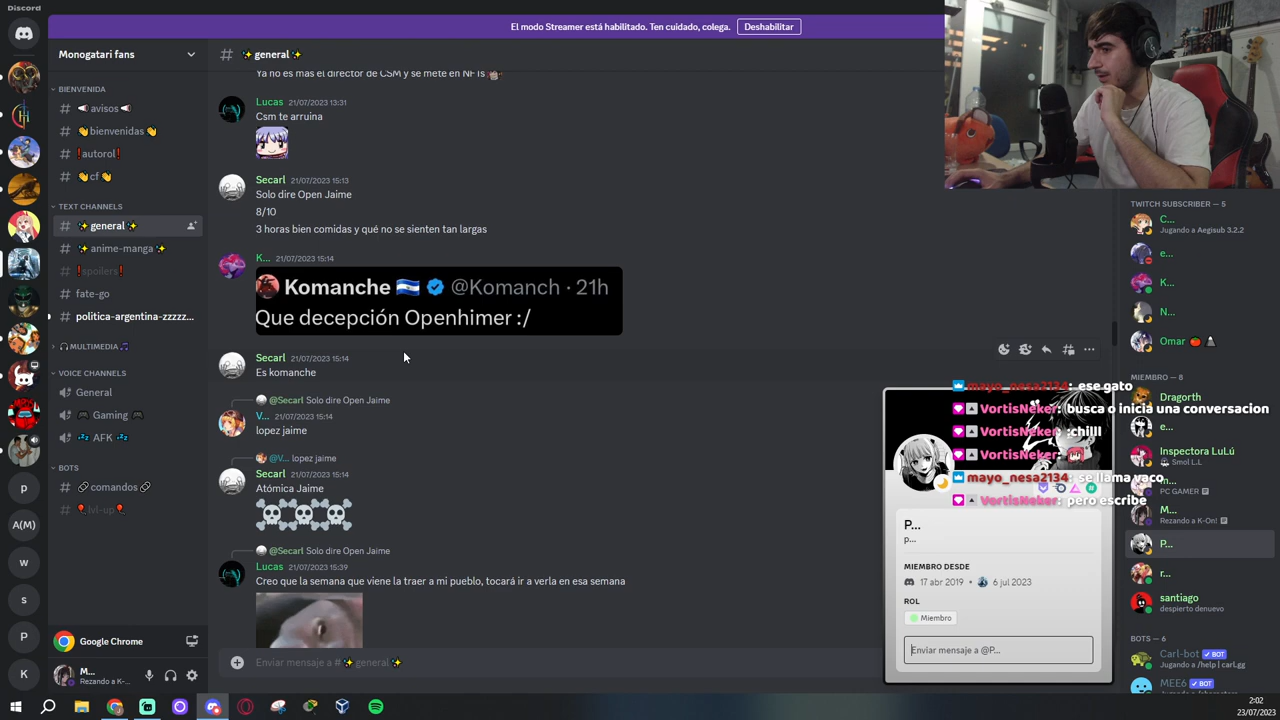 Discord
El modo Streamer está habilitado. Ten cuidado, colega.
Deshabilitar
Monogatari fans
BIENVENIDA
avisos
bienvenidas
autorol
cf
TEXT CHANNELS
general
anime-manga
spoilers
fate-go
politica-argentina-zzzzz...
MULTIMEDIA
VOICE CHANNELS
General
Gaming
AFK
BOTS
comandos
lvl-up
p
A(M)
w
s
P
K
Google Chrome
M...
Rezando a K-...
general
Ya no es mas el director de CSM y se mete en NFTs
Lucas 21/07/2023 13:31
Csm te arruina
Secarl 21/07/2023 15:13
Solo dire Open Jaime
8/10
3 horas bien comidas y qué no se sienten tan largas
K... 21/07/2023 15:14
Komanche @Komanch · 21h
Que decepción Openhimer :/
Secarl 21/07/2023 15:14
Es komanche
@Secarl Solo dire Open Jaime
V... 21/07/2023 15:14
lopez jaime
@V... lopez jaime
Secarl 21/07/2023 15:14
Atómica Jaime
@Secarl Solo dire Open Jaime
Lucas 21/07/2023 15:39
Creo que la semana que viene la traer a mi pueblo, tocará ir a verla en esa semana
Enviar mensaje a # general
mayo_nesa2134: ese gato
VortisNeker: busca o inicia una conversacion
VortisNeker: :chilll
VortisNeker:
mayo_nesa2134: se llama vaco
VortisNeker: pero escribe
P...
p...
MIEMBRO DESDE
17 abr 2019 • 6 jul 2023
ROL
Miembro
Enviar mensaje a @P...
TWITCH SUBSCRIBER — 5
C...
Jugando a Aegisub 3.2.2
e...
K...
N...
Omar
MIEMBRO — 8
Dragorth
e...
Inspectora LuLú
Smol L.L
PC GAMER
M...
Rezando a K-On!
P...
r...
santiago
despierto denuevo
BOTS — 6
Carl-bot BOT
Jugando a /help | carl.gg
MEE6 BOT
2:02
23/07/2023